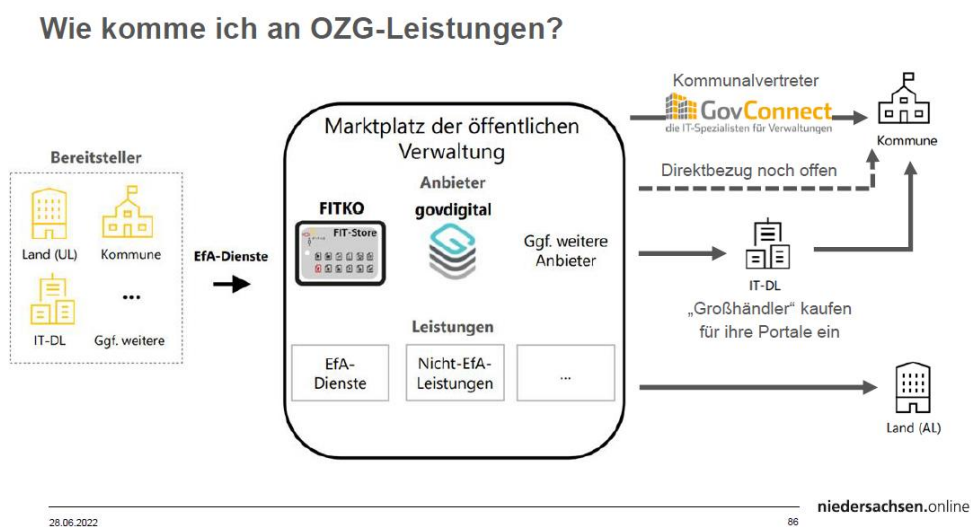 Wie komme ich an OZG-Leistungen?
Bereitsteller
Land (UL)
Kommune
IT-DL
...
Ggf. weitere
EfA-Dienste
Marktplatz der öffentlichen
Verwaltung
Anbieter
FITKO
FIT-Store
govdigital
Ggf. weitere
Anbieter
Leistungen
EfA-
Dienste
Nicht-EfA-
Leistungen
...
Kommunalvertreter
GovConnect
die IT-Spezialisten für Verwaltungen
Kommune
Direktbezug noch offen
IT-DL
„Großhändler“ kaufen
für ihre Portale ein
Land (AL)
niedersachsen.online
28.06.2022
86